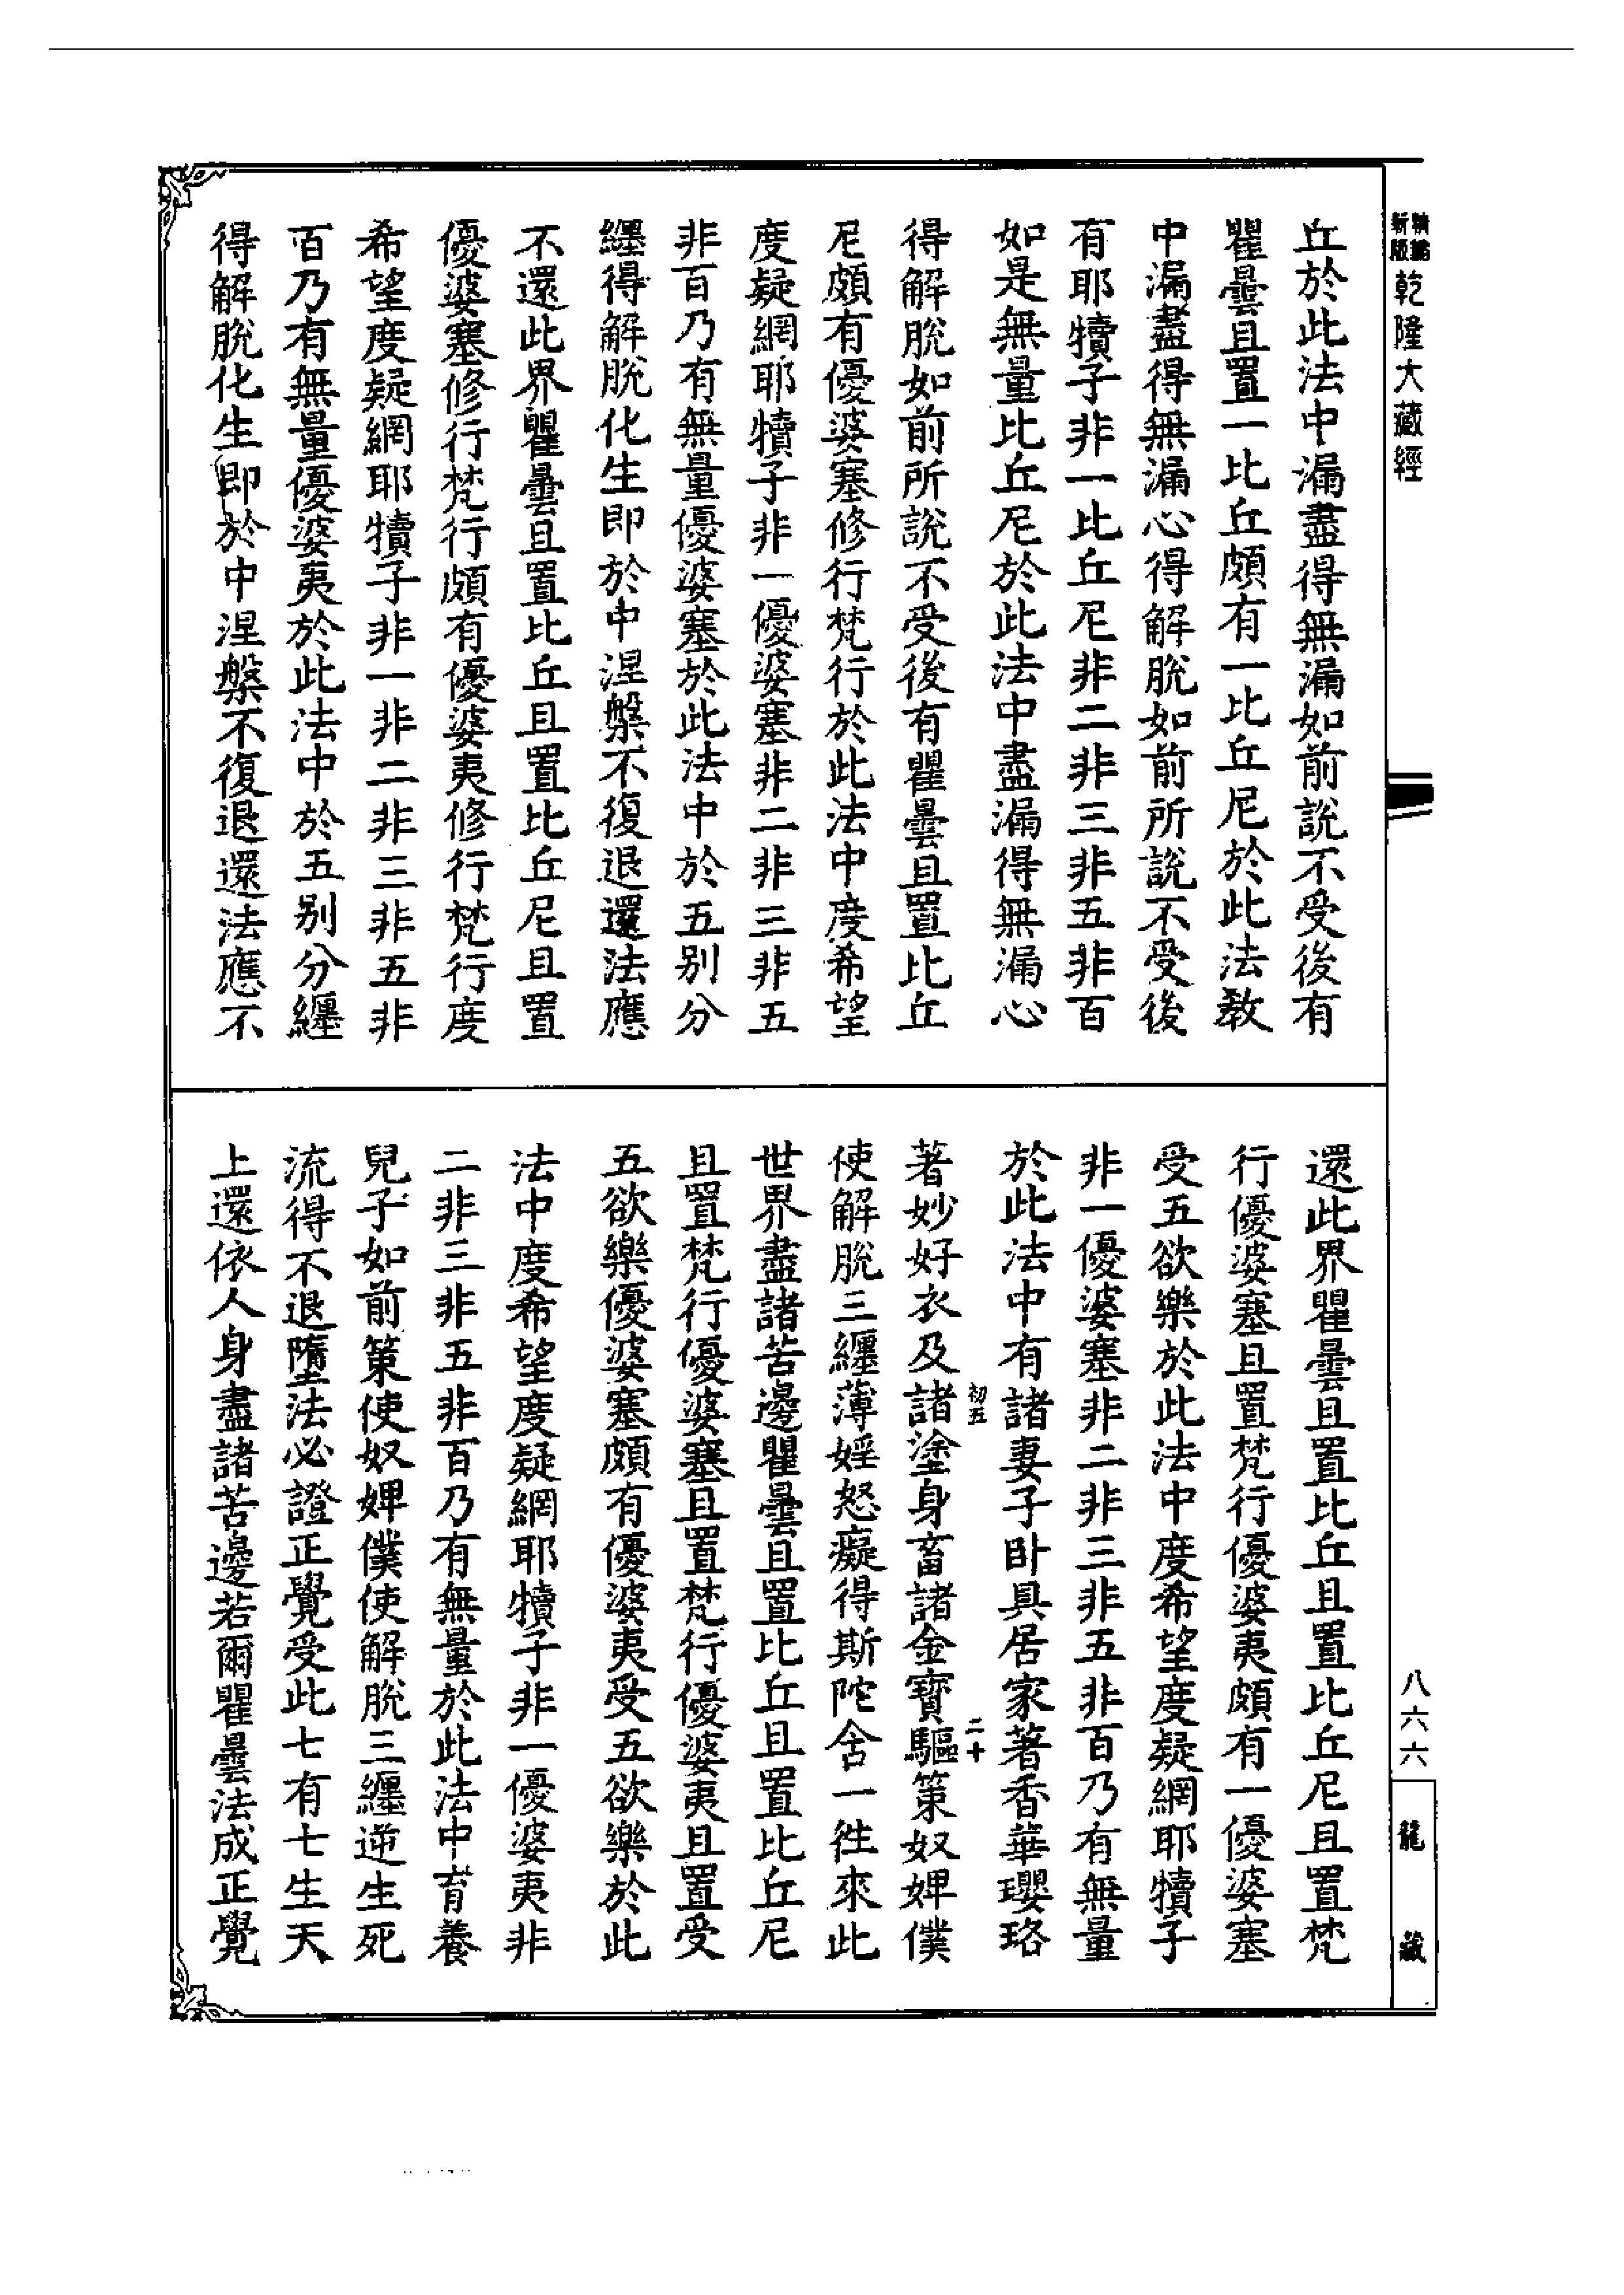 新編
新版
乾隆大藏經
丘於此法中漏盡得無漏如前說不受後有
瞿曇且置一比丘頗有一比丘尼於此法教
中漏盡得無漏心得解脫如前所說不受後
有耶犢子非一比丘尼非二非三非五非百
如是無量比丘尼於此法中盡漏得無漏心
得解脫如前所說不受後有瞿曇且置比丘
尼頗有優婆塞修行梵行於此法中度希望
度疑網耶犢子非一優婆塞非二非三非五
非百乃有無量優婆塞於此法中於五別分
纏得解脫化生即於中涅槃不復退還法應
不還此界瞿曇且置比丘且置比丘尼且置
優婆塞修行梵行頗有優婆夷修行梵行度
希望度疑網耶犢子非一非二非三非五非
百乃有無量優婆夷於此法中於五別分纏
得解脫化生即於中涅槃不復退還法應不
還此界瞿曇且置比丘且置比丘尼且置梵
行優婆塞且置梵行優婆夷頗有一優婆塞
受五欲樂於此法中度希望度疑網耶犢子
非一優婆塞非二非三非五非百乃有無量
於此法中有諸妻子臥具居家著香華瓔珞
初五
二十
著妙好衣及諸塗身畜諸金寶驅策奴婢僕
使解脫三纏薄婬怒癡得斯陀含一徃來此
世界盡諸苦邊瞿曇且置比丘且置比丘尼
且置梵行優婆塞且置梵行優婆夷且置受
五欲樂優婆塞頗有優婆夷受五欲樂於此
法中度希望度疑網耶犢子非一優婆夷非
二非三非五非百乃有無量於此法中育養
兒子如前策使奴婢僕使解脫三纏逆生死
流得不退墮法必證正覺受此七有七生天
上還依人身盡諸苦邊若爾瞿曇法成正覺
八六六
龍藏